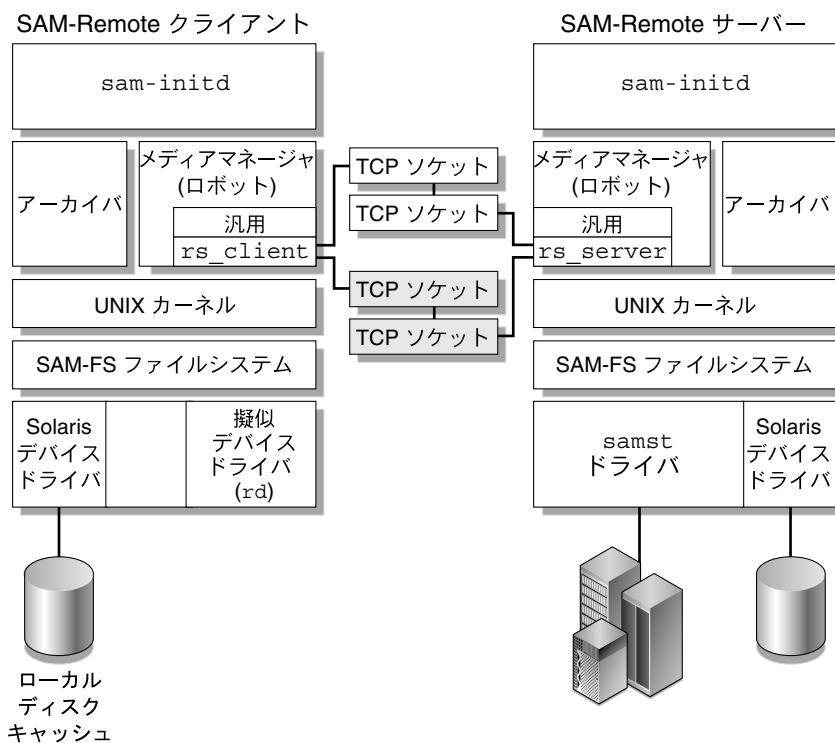 SAM-Remote クライアント
sam-initd
アーカイバ
メディアマネージャ
(ロボット)
汎用
rs_client
UNIX カーネル
SAM-FS ファイルシステム
Solaris
デバイス
ドライバ
擬似
デバイス
ドライバ
(rd)
ローカル
ディスク
キャッシュ
TCP ソケット
TCP ソケット
TCP ソケット
TCP ソケット
SAM-Remote サーバー
sam-initd
メディアマネージャ
(ロボット)
汎用
rs_server
アーカイバ
UNIX カーネル
SAM-FS ファイルシステム
samst
ドライバ
Solaris
デバイス
ドライバ